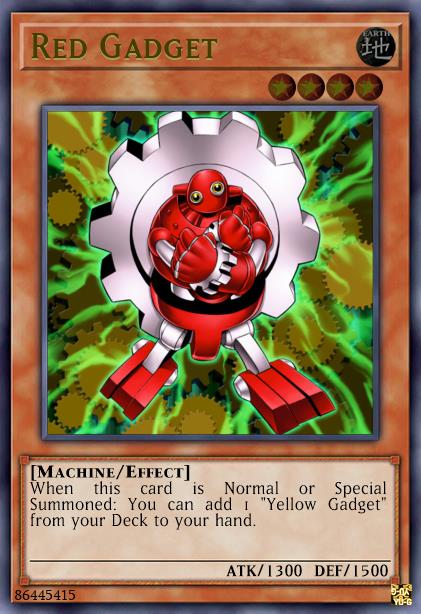 Red Gadget
EARTH
地
[Machine/Effect]
When this card is Normal or Special
Summoned: You can add 1 "Yellow Gadget"
from your Deck to your hand.
ATK/1300 DEF/1500
86445415